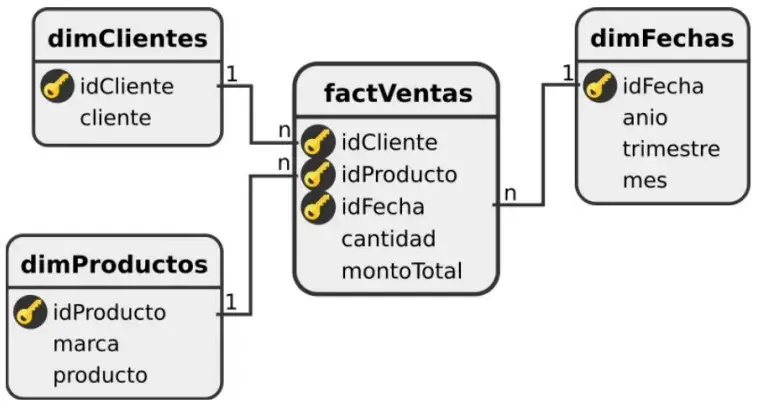 dimClientes
idCliente
cliente
1
n
factVentas
idCliente
idProducto
idFecha
cantidad
montoTotal
n
n
1
dimFechas
idFecha
anio
trimestre
mes
dimProductos
idProducto
marca
producto
1